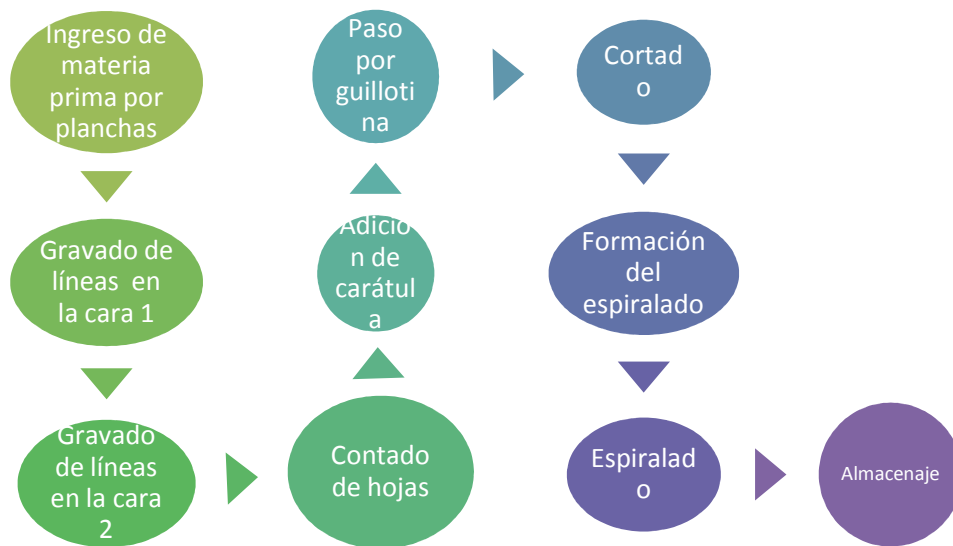 Ingreso de
materia
prima por
planchas
Gravado de
líneas en
la cara 1
Gravado
de líneas
en la cara
2
Contado
de hojas
Adició
n de
carátul
a
Paso
por
guilloti
na
Cortad
o
Formación
del
espiralado
Espiralad
o
Almacenaje